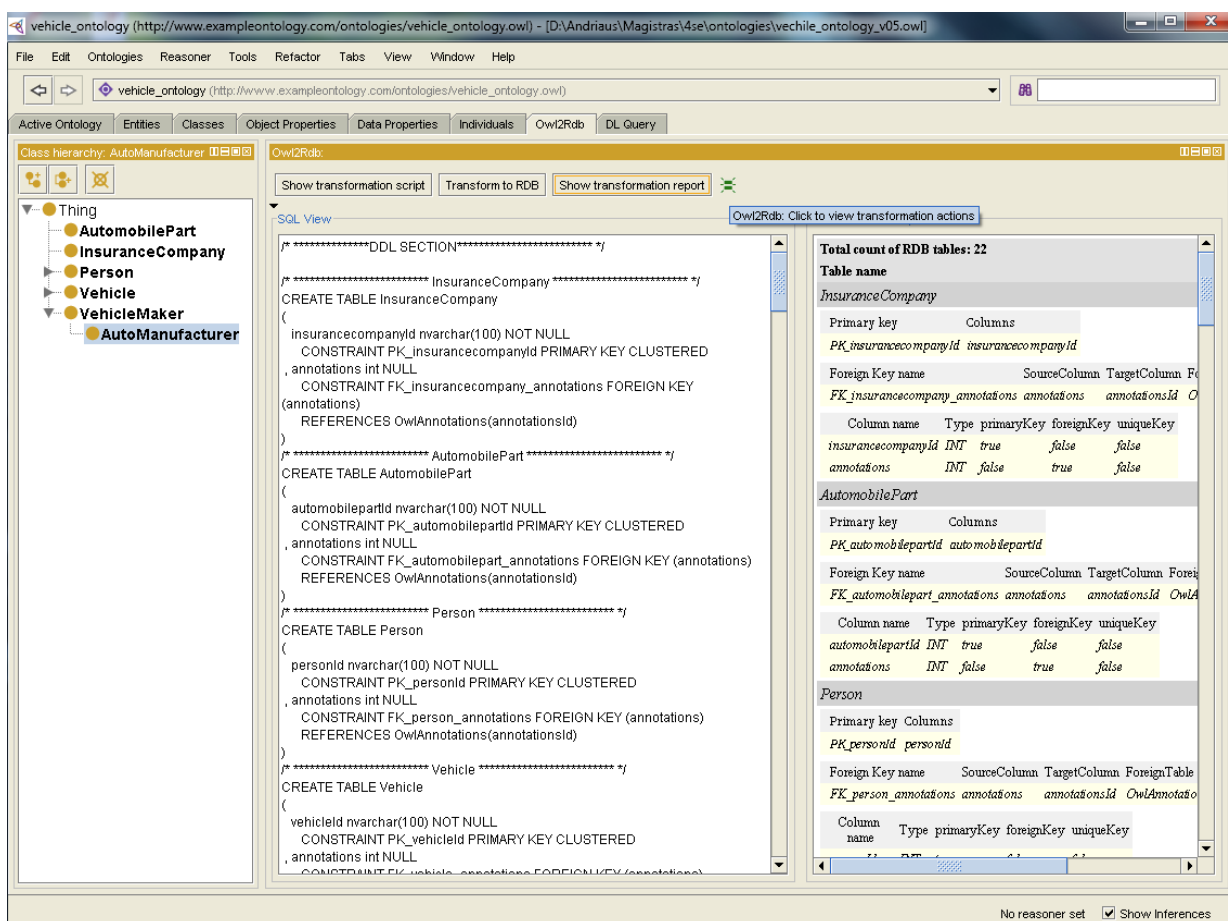 vehicle_ontology (http://www.exampleontology.com/ontologies/vehicle_ontology.owl) - [D:\Andriaus\Magistras\4se\ontologies\vechile_ontology_v05.owl]
File Edit Ontologies Reasoner Tools Refactor Tabs View Window Help
vehicle_ontology (http://www.exampleontology.com/ontologies/vehicle_ontology.owl)
Active Ontology Entities Classes Object Properties Data Properties Individuals Owl2Rdb DL Query
Class hierarchy: AutoManufacturer
Thing
AutomobilePart
InsuranceCompany
Person
Vehicle
VehicleMaker
AutoManufacturer
Owl2Rdb:
Show transformation script Transform to RDB Show transformation report
Owl2Rdb: Click to view transformation actions
SQL View
/* **************DDL SECTION************************* */
/* ************************* InsuranceCompany ************************* */
CREATE TABLE InsuranceCompany
(
insurancecompanyId nvarchar(100) NOT NULL
CONSTRAINT PK_insurancecompanyId PRIMARY KEY CLUSTERED
, annotations int NULL
CONSTRAINT FK_insurancecompany_annotations FOREIGN KEY
(annotations)
REFERENCES OwlAnnotations(annotationsId)
)
/* ************************* AutomobilePart ************************* */
CREATE TABLE AutomobilePart
(
automobilepartId nvarchar(100) NOT NULL
CONSTRAINT PK_automobilepartId PRIMARY KEY CLUSTERED
, annotations int NULL
CONSTRAINT FK_automobilepart_annotations FOREIGN KEY (annotations)
REFERENCES OwlAnnotations(annotationsId)
)
/* ************************* Person ************************* */
CREATE TABLE Person
(
personId nvarchar(100) NOT NULL
CONSTRAINT PK_personId PRIMARY KEY CLUSTERED
, annotations int NULL
CONSTRAINT FK_person_annotations FOREIGN KEY (annotations)
REFERENCES OwlAnnotations(annotationsId)
)
/* ************************* Vehicle ************************* */
CREATE TABLE Vehicle
(
vehicleId nvarchar(100) NOT NULL
CONSTRAINT PK_vehicleId PRIMARY KEY CLUSTERED
, annotations int NULL
CONSTRAINT FK_vehicle_annotations FOREIGN KEY (annotations)
Total count of RDB tables: 22
Table name
InsuranceCompany
Primary key Columns
PK_insurancecompanyId insurancecompanyId
Foreign Key name SourceColumn TargetColumn Fo
FK_insurancecompany_annotations annotations annotationsId O
Column name Type primaryKey foreignKey uniqueKey
insurancecompanyId INT true false false
annotations INT false true false
AutomobilePart
Primary key Columns
PK_automobilepartId automobilepartId
Foreign Key name SourceColumn TargetColumn Forei
FK_automobilepart_annotations annotations annotationsId OwlA
Column name Type primaryKey foreignKey uniqueKey
automobilepartId INT true false false
annotations INT false true false
Person
Primary key Columns
PK_personId personId
Foreign Key name SourceColumn TargetColumn ForeignTable
FK_person_annotations annotations annotationsId OwlAnnotatio
Column
name Type primaryKey foreignKey uniqueKey
No reasoner set Show Inferences